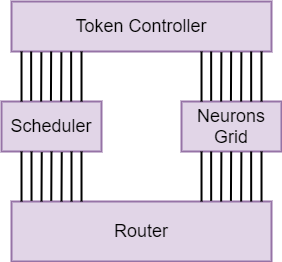 Token Controller
Scheduler
Neurons
Grid
Router